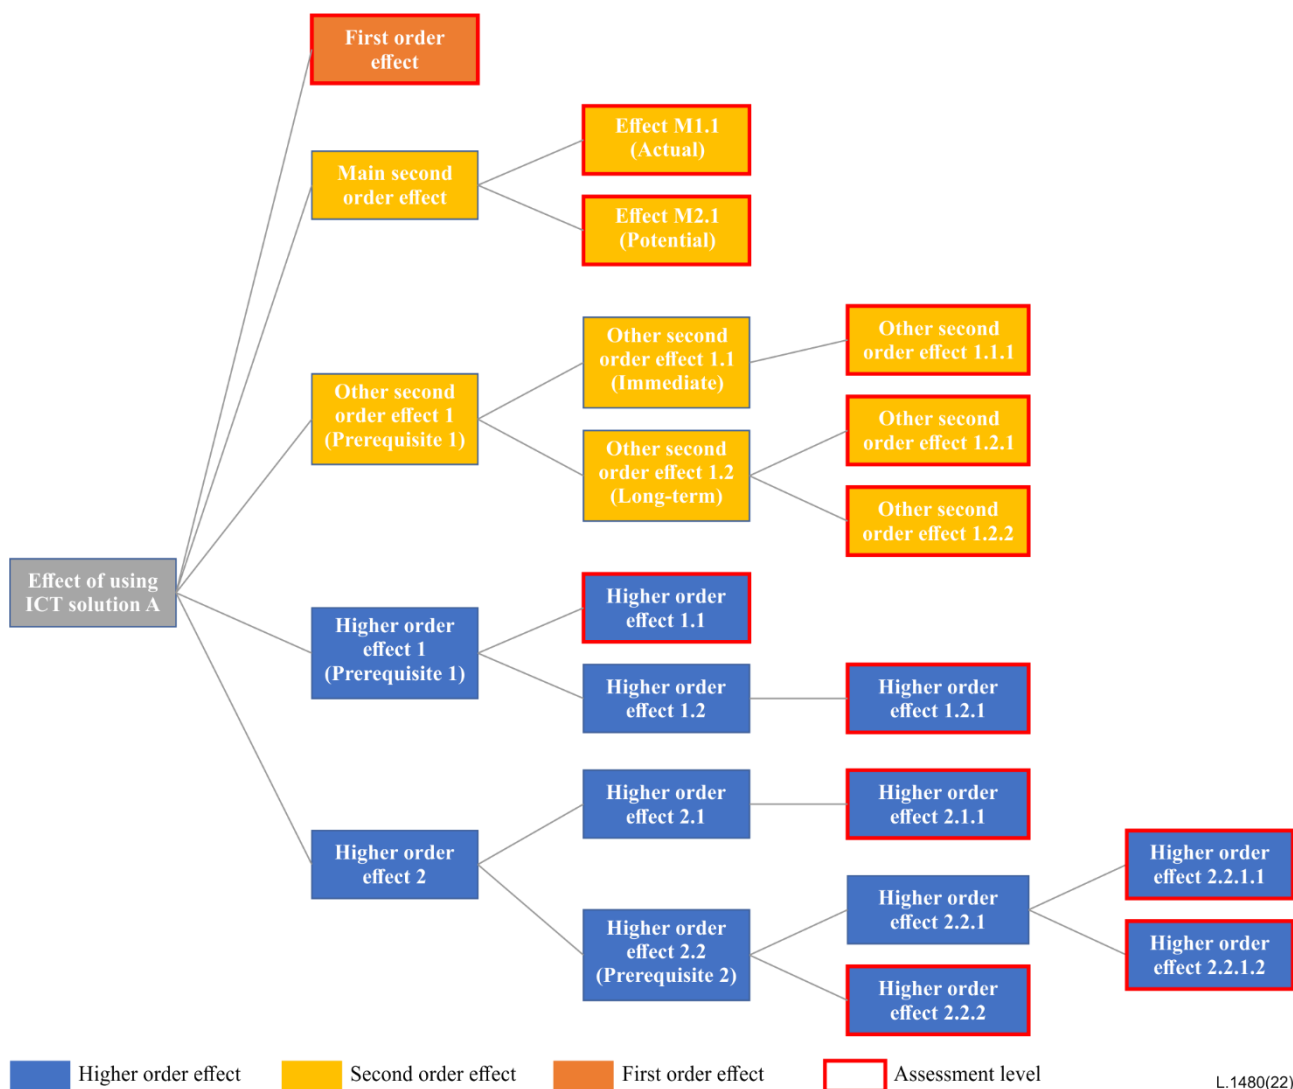 First order
effect
Effect M1.1
(Actual)
Main second
order effect
Effect M2.1
(Potential)
Other second
order effect 1.1
(Immediate)
Other second
order effect 1.1.1
Other second
order effect 1
(Prerequisite 1)
Other second
order effect 1.2.1
Other second
order effect 1.2
(Long-term)
Other second
order effect 1.2.2
Effect of using
ICT solution A
Higher order
effect 1.1
Higher order
effect 1
(Prerequisite 1)
Higher order
effect 1.2
Higher order
effect 1.2.1
Higher order
effect 2.1
Higher order
effect 2.1.1
Higher order
effect 2
Higher order
effect 2.2.1.1
Higher order
effect 2.2.1
Higher order
effect 2.2
(Prerequisite 2)
Higher order
effect 2.2.1.2
Higher order
effect 2.2.2
Higher order effect
Second order effect
First order effect
Assessment level
L.1480(22)